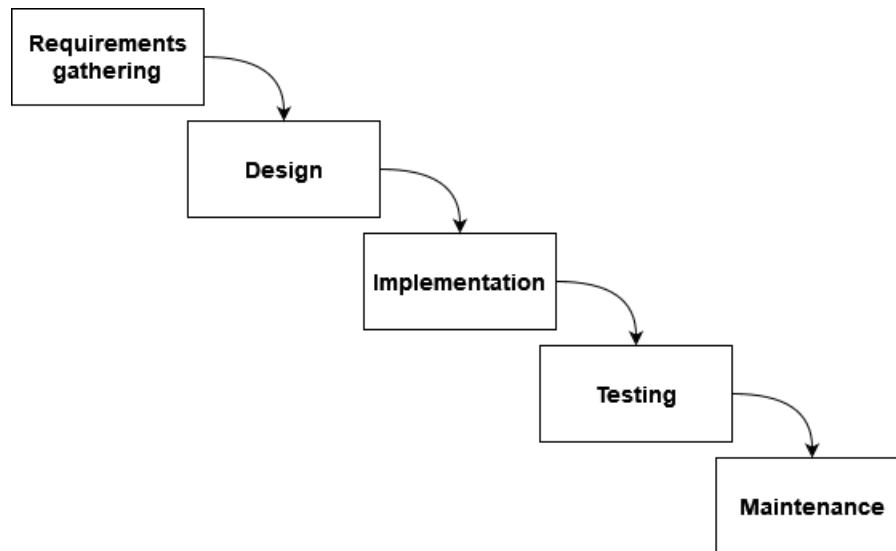 Requirements
gathering
Design
Implementation
Testing
Maintenance